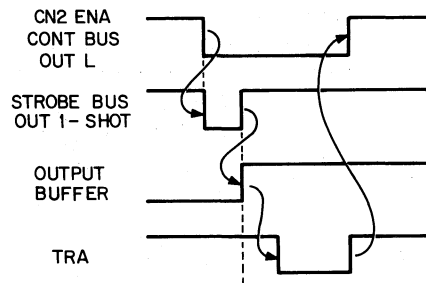 CN2 ENA
CONT BUS
OUT L
STROBE BUS
OUT 1-SHOT
OUTPUT
BUFFER
TRA